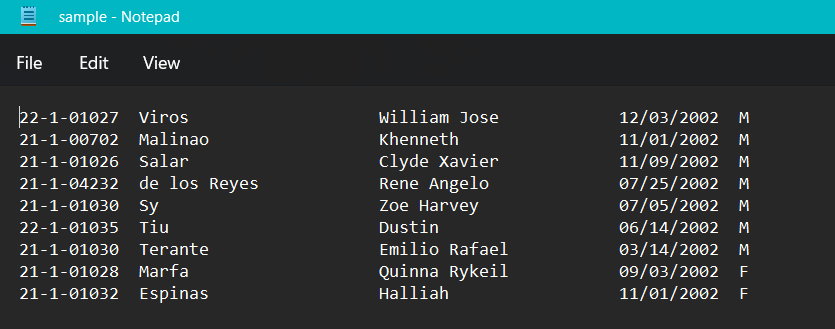 sample - Notepad
File Edit View
22-1-01027 Viros William Jose 12/03/2002 M
21-1-00702 Malinao Khenneth 11/01/2002 M
21-1-01026 Salar Clyde Xavier 11/09/2002 M
21-1-04232 de los Reyes Rene Angelo 07/25/2002 M
21-1-01030 Sy Zoe Harvey 07/05/2002 M
22-1-01035 Tiu Dustin 06/14/2002 M
21-1-01030 Terante Emilio Rafael 03/14/2002 M
21-1-01028 Marfa Quinna Rykeil 09/03/2002 F
21-1-01032 Espinas Halliah 11/01/2002 F